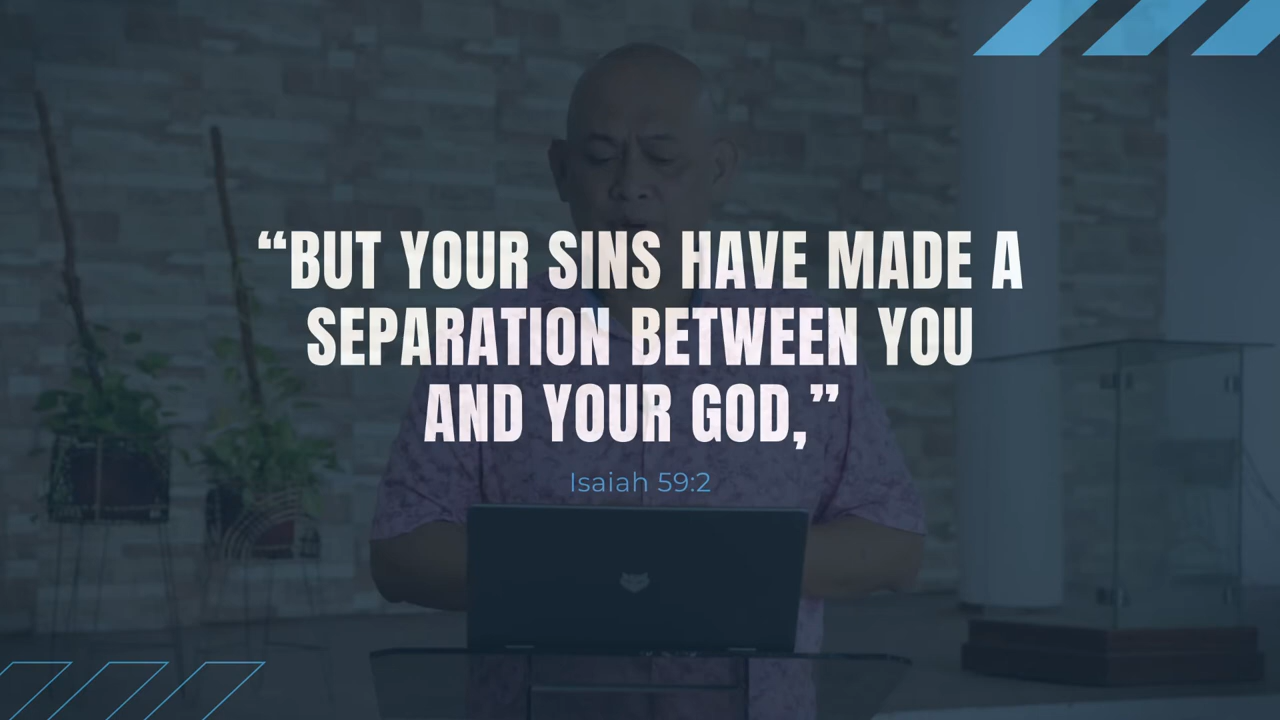 “BUT YOUR SINS HAVE MADE A
SEPARATION BETWEEN YOU
AND YOUR GOD,”
Isaiah 59:2